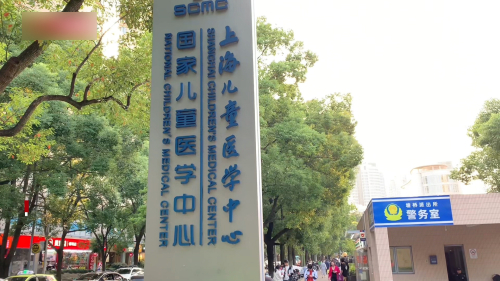 SCMC
上海儿童医学中心
SHANGHAI CHILDREN'S MEDICAL CENTER
国家儿童医学中心
NATIONAL CHILDREN'S MEDICAL CENTER
警务室